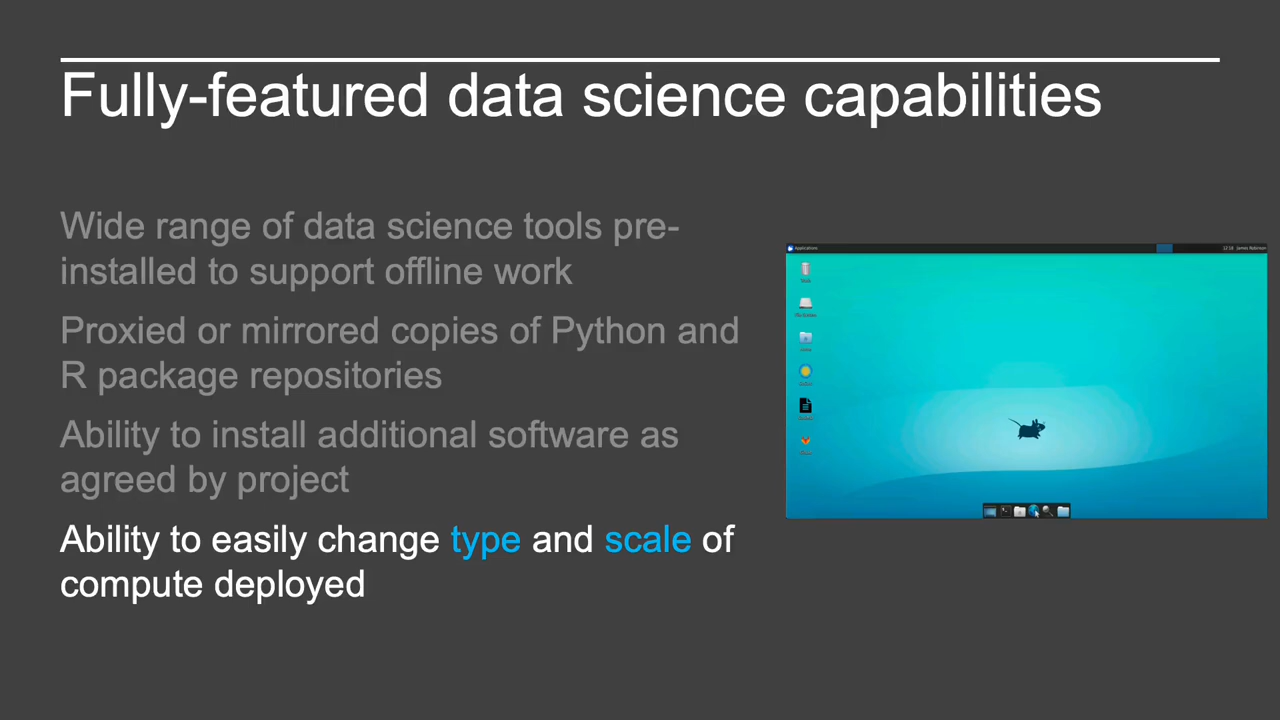 Fully-featured data science capabilities
Wide range of data science tools pre-
installed to support offline work
Proxied or mirrored copies of Python and
R package repositories
Ability to install additional software as
agreed by project
Ability to easily change type and scale of
compute deployed
Applications
James Robinson